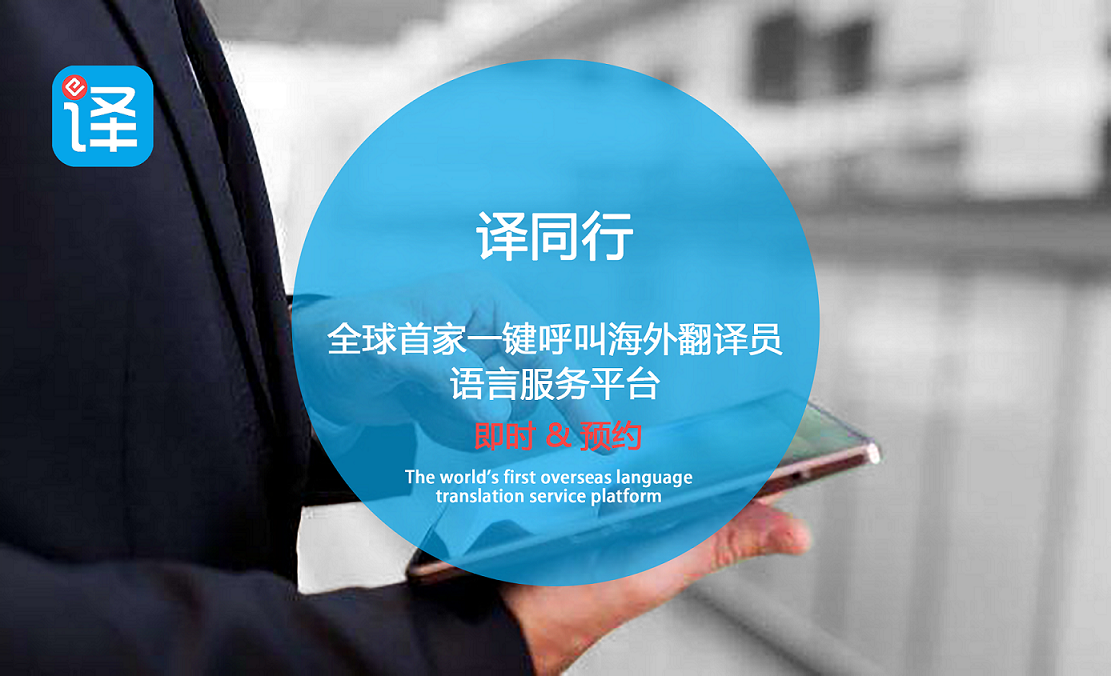 译
译同行
全球首家一键呼叫海外翻译员
语言服务平台
即时 & 预约
The world's first overseas language
translation service platform